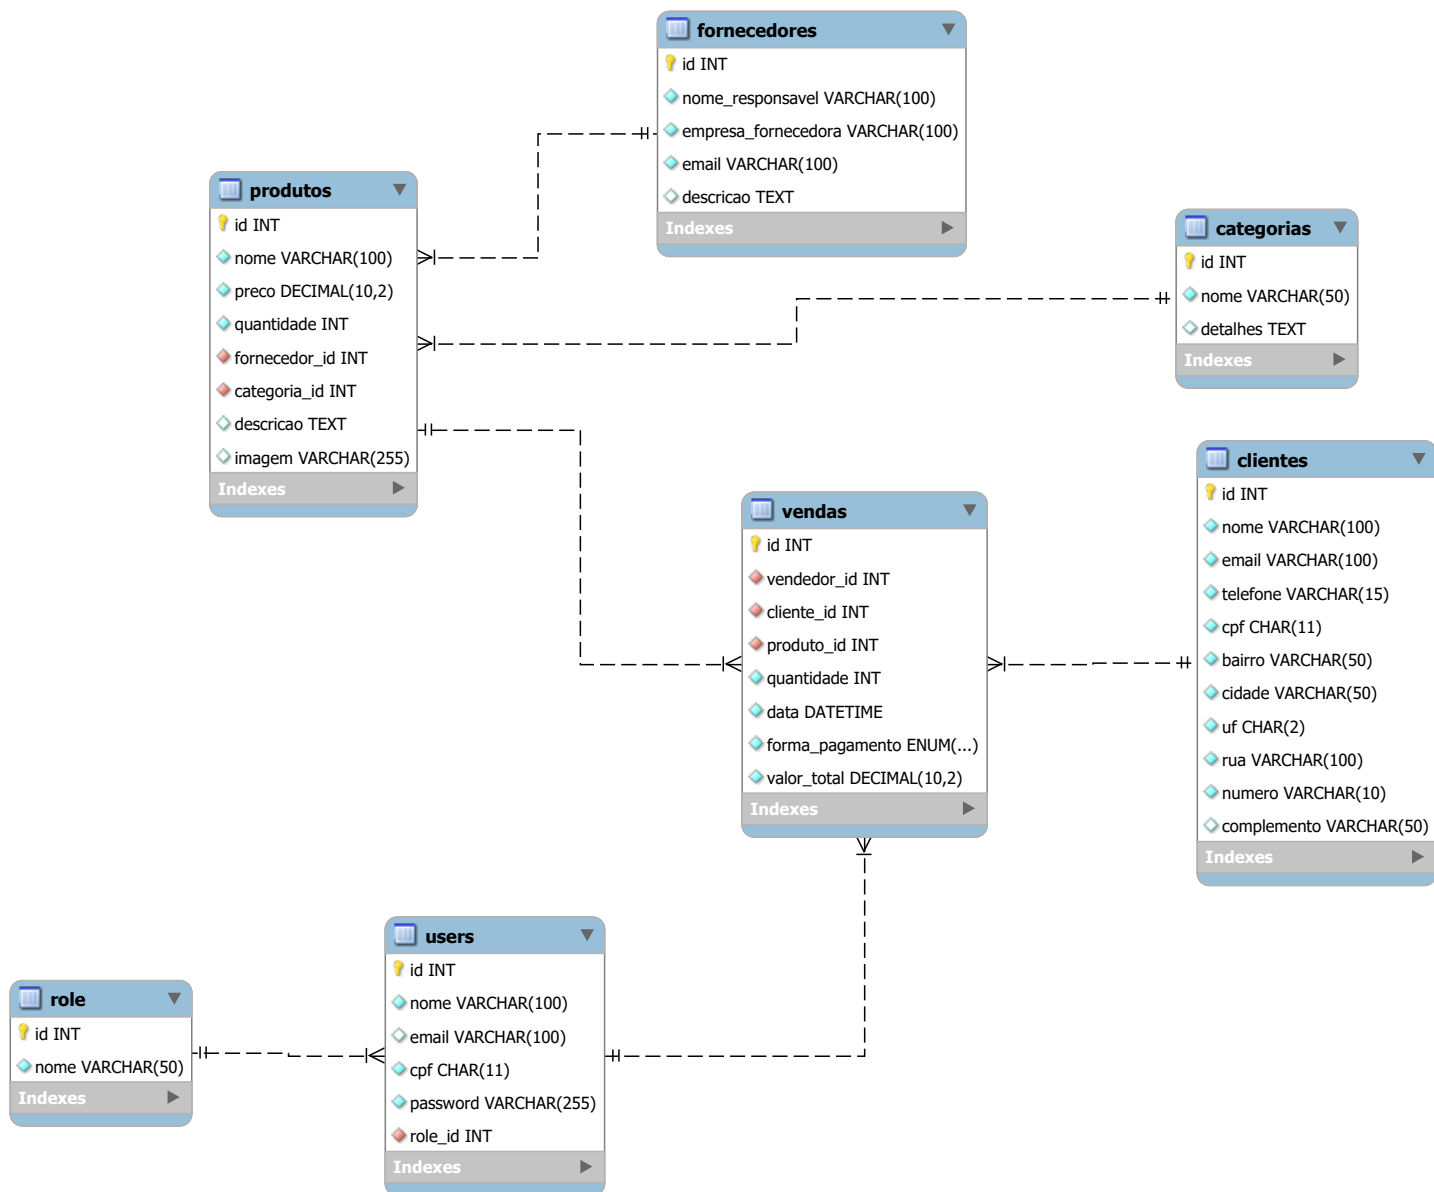 fornecedores
id INT
nome_responsavel VARCHAR(100)
empresa_fornecedora VARCHAR(100)
email VARCHAR(100)
descricao TEXT
Indexes
produtos
id INT
nome VARCHAR(100)
preco DECIMAL(10,2)
quantidade INT
fornecedor_id INT
categoria_id INT
descricao TEXT
imagem VARCHAR(255)
Indexes
categorias
id INT
nome VARCHAR(50)
detalhes TEXT
Indexes
clientes
id INT
nome VARCHAR(100)
email VARCHAR(100)
telefone VARCHAR(15)
cpf CHAR(11)
bairro VARCHAR(50)
cidade VARCHAR(50)
uf CHAR(2)
rua VARCHAR(100)
numero VARCHAR(10)
complemento VARCHAR(50)
Indexes
vendas
id INT
vendedor_id INT
cliente_id INT
produto_id INT
quantidade INT
data DATETIME
forma_pagamento ENUM(...)
valor_total DECIMAL(10,2)
Indexes
users
id INT
nome VARCHAR(100)
email VARCHAR(100)
cpf CHAR(11)
password VARCHAR(255)
role_id INT
Indexes
role
id INT
nome VARCHAR(50)
Indexes